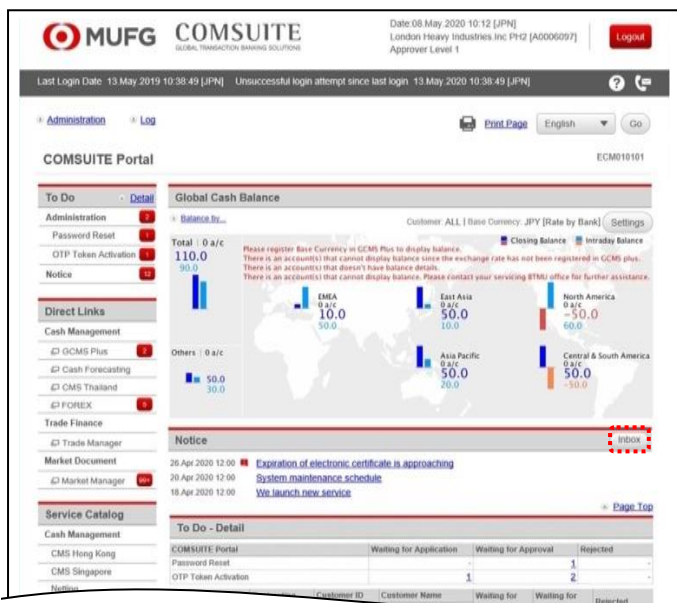 MUFG COMSUITE
GLOBAL TRANSACTION BANKING SOLUTIONS
Date:08.May.2020 10:12 [JPN]
London Heavy Industries.Inc PH2 [A0006097]
Approver Level 1
Logout
Last Login Date 13.May.2019 10:38:49 [JPN] Unsuccessful login attempt since last login 13.May.2020 10:38:49 [JPN]
Administration Log
Print Page English Go
COMSUITE Portal ECM010101
To Do Detail
Administration 2
Password Reset 1
OTP Token Activation 1
Notice 12
Direct Links
Cash Management
GCMS Plus 2
Cash Forecasting
CMS Thailand
FOREX 5
Trade Finance
Trade Manager
Market Document
Market Manager 99+
Service Catalog
Cash Management
CMS Hong Kong
CMS Singapore
Netting
Global Cash Balance
Balance by...
Customer: ALL | Base Currency: JPY [Rate by Bank] Settings
Closing Balance Intraday Balance
Total 0 a/c
110.0
90.0
Please register Base Currency in GCMS Plus to display balance.
There is an account(s) that cannot display balance since the exchange rate has not been registered in GCMS plus.
There is an account(s) that doesn't have balance details.
There is an account(s) that cannot display balance. Please contact your servicing BTMU office for further assistance.
EMEA
0 a/c
10.0
50.0
East Asia
0 a/c
50.0
10.0
North America
0 a/c
-50.0
60.0
Others 0 a/c
50.0
30.0
Asia Pacific
0 a/c
50.0
20.0
Central & South America
0 a/c
50.0
-50.0
Notice Inbox
26.Apr.2020 12:00 Expiration of electronic certificate is approaching
20.Apr.2020 12:00 System maintenance schedule
18.Apr.2020 12:00 We launch new service
Page Top
To Do - Detail
COMSUITE Portal Waiting for Application Waiting for Approval Rejected
Password Reset - 1 -
OTP Token Activation 1 2 -
Customer ID Customer Name Waiting for Waiting for Rejected